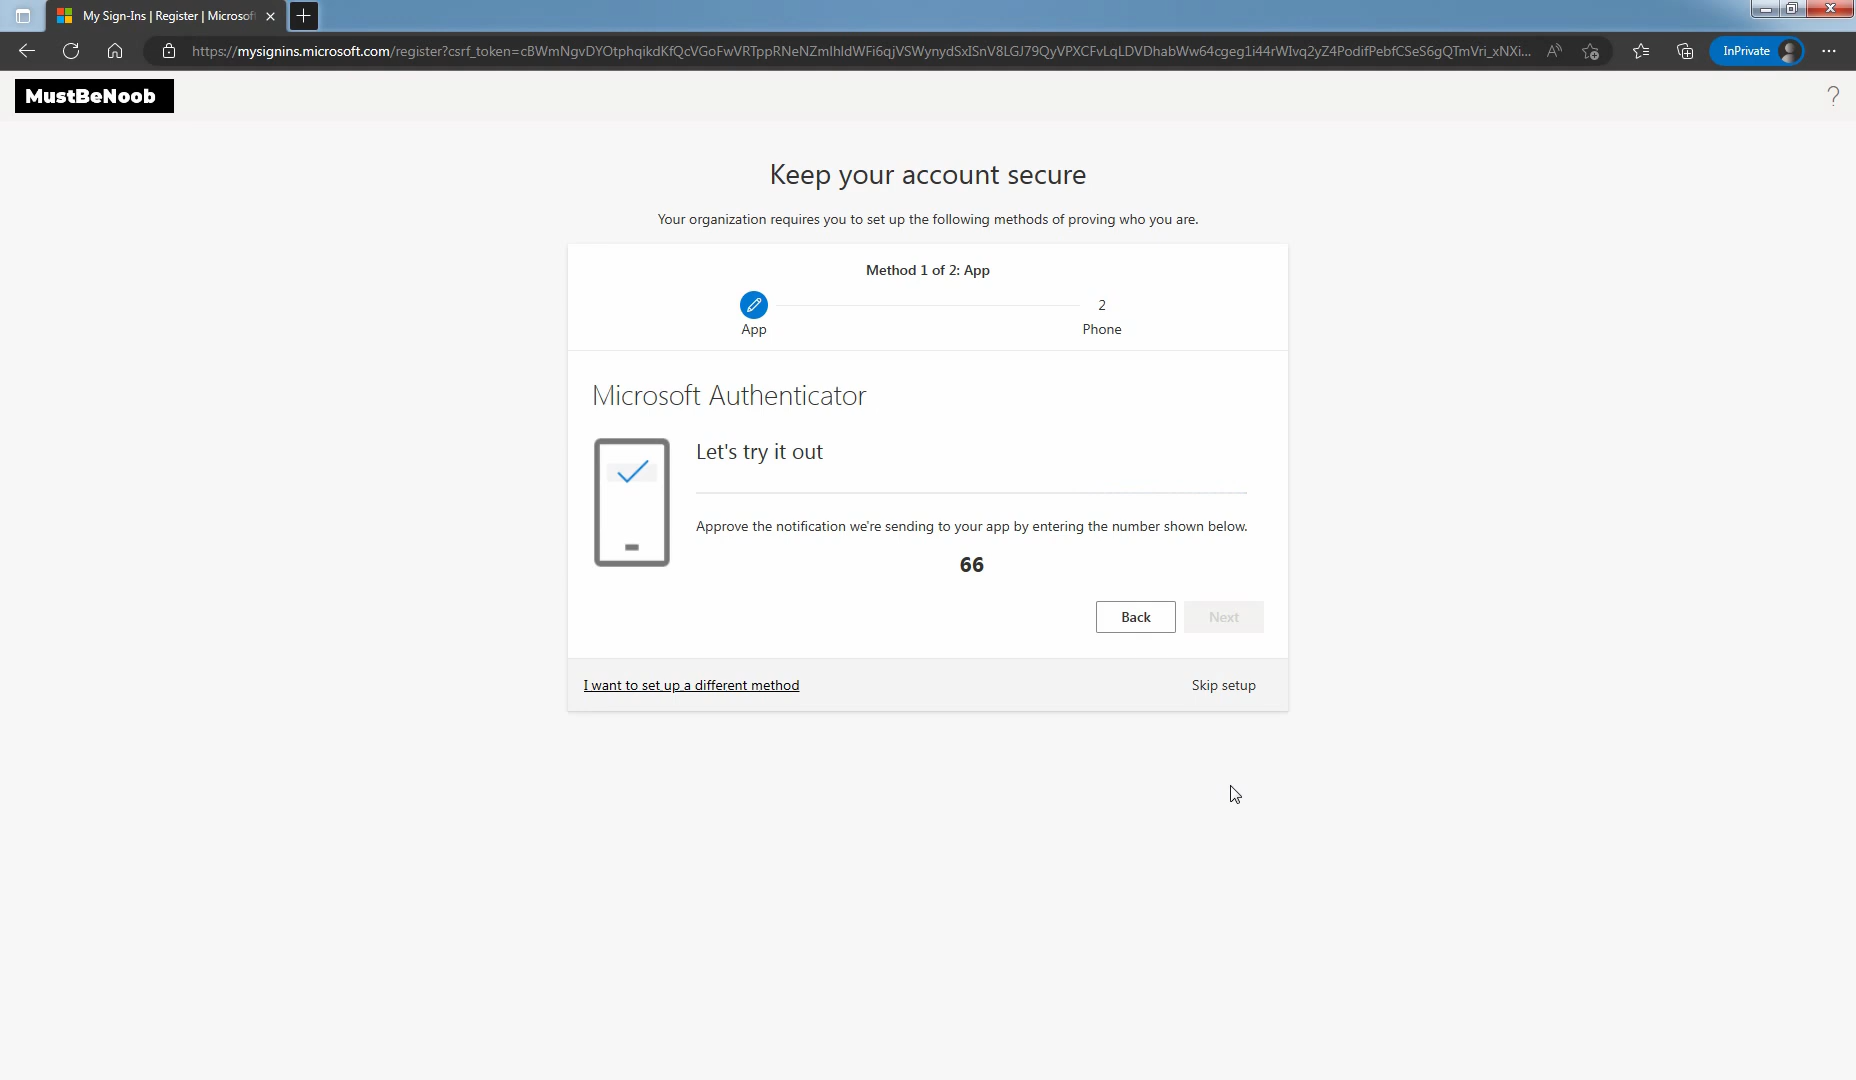 My Sign-Ins | Register | Microsof
https://mysignins.microsoft.com/register?csrf_token=cBWmNgvDYOtphqikdKfQcVGoFwVRTppRNeNZmIhldWFi6qjVSWynydSxISnV8LGJ79QyVPXCFvLqLDVDhabWw64cgeg1i44rWIvq2yZ4PodifPebfCSeS6gQTmVri_xNXi...
InPrivate
MustBeNoob
?
Keep your account secure
Your organization requires you to set up the following methods of proving who you are.
Method 1 of 2: App
2
App
Phone
Microsoft Authenticator
Let's try it out
Approve the notification we're sending to your app by entering the number shown below.
66
Back
Next
I want to set up a different method
Skip setup